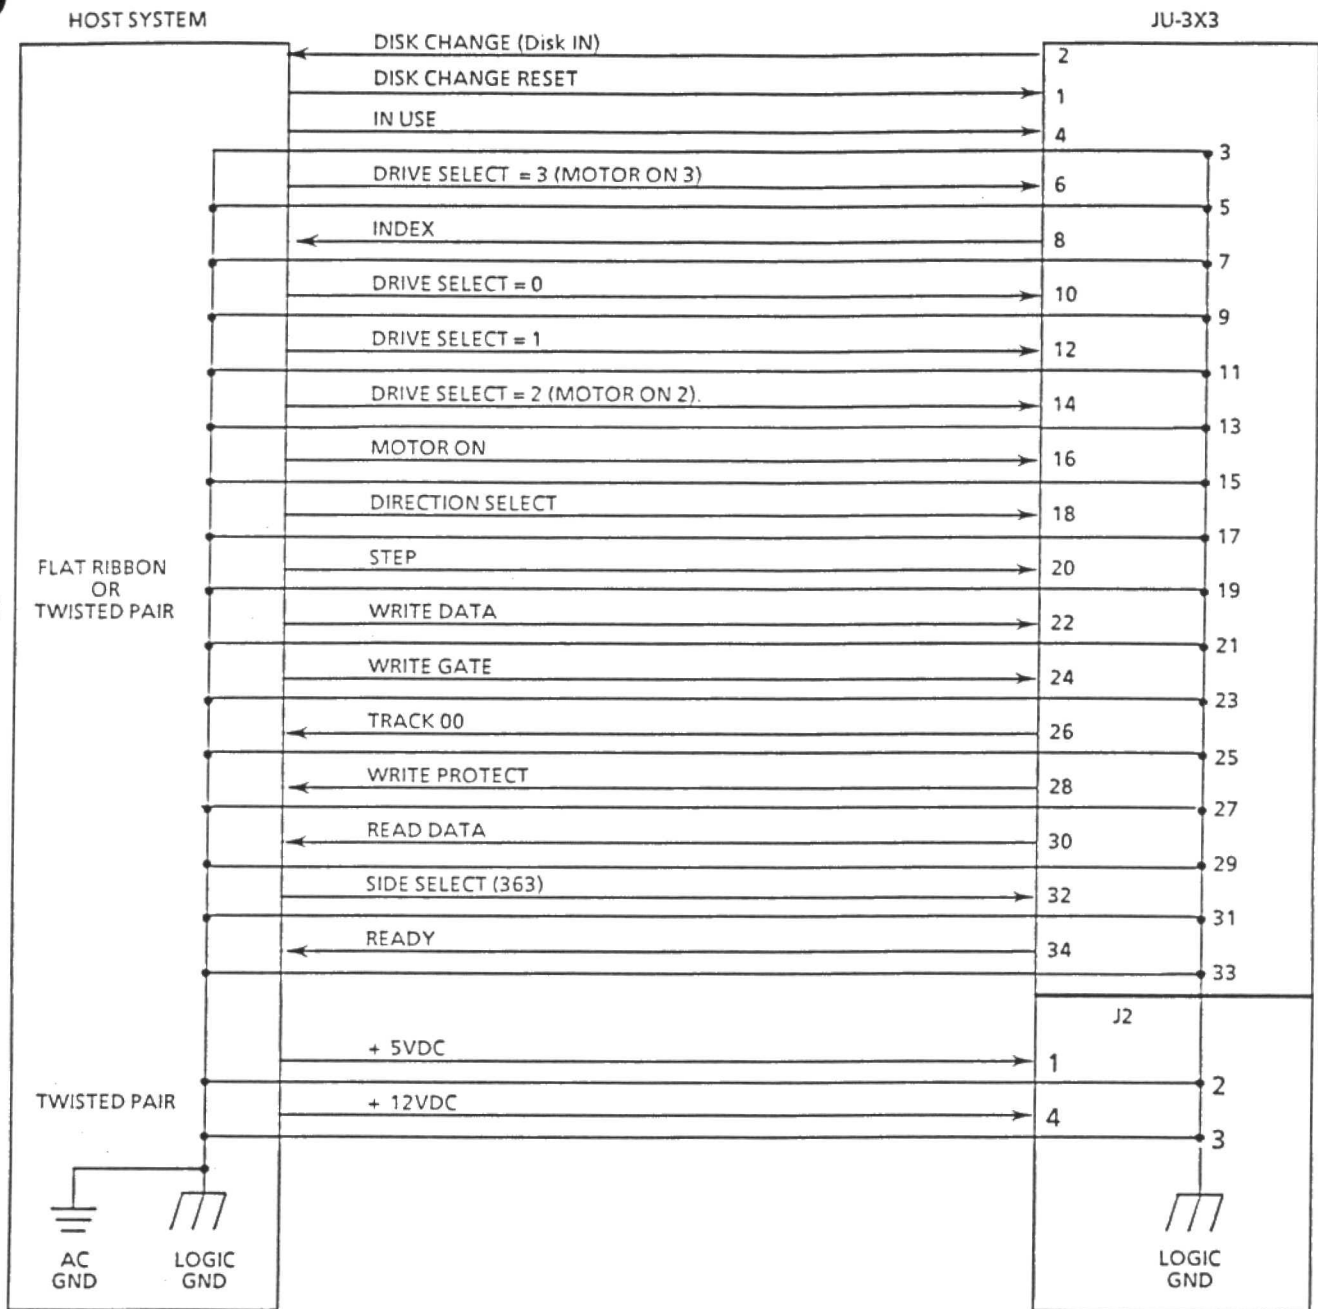 HOST SYSTEM
JU-3X3
DISK CHANGE (Disk IN)
2
DISK CHANGE RESET
1
IN USE
4
3
DRIVE SELECT = 3 (MOTOR ON 3)
6
5
INDEX
8
7
DRIVE SELECT = 0
10
9
DRIVE SELECT = 1
12
11
DRIVE SELECT = 2 (MOTOR ON 2).
14
13
MOTOR ON
16
15
DIRECTION SELECT
18
17
FLAT RIBBON
OR
TWISTED PAIR
STEP
20
19
WRITE DATA
22
21
WRITE GATE
24
23
TRACK 00
26
25
WRITE PROTECT
28
27
READ DATA
30
29
SIDE SELECT (363)
32
31
READY
34
33
J2
+ 5VDC
1
2
TWISTED PAIR
+ 12VDC
4
3
AC
GND
LOGIC
GND
LOGIC
GND